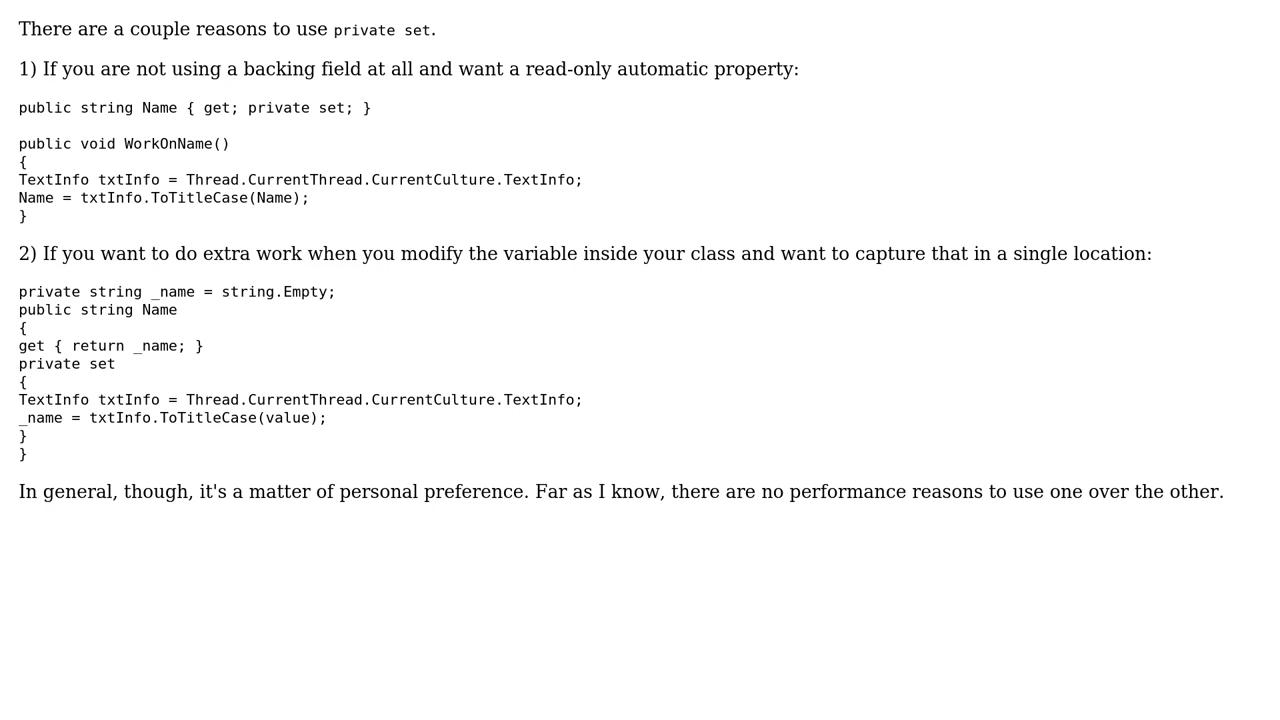 There are a couple reasons to use private set.
1) If you are not using a backing field at all and want a read-only automatic property:
public string Name { get; private set; }
public void WorkOnName()
{
TextInfo txtInfo = Thread.CurrentThread.CurrentCulture.TextInfo;
Name = txtInfo.ToTitleCase(Name);
}
2) If you want to do extra work when you modify the variable inside your class and want to capture that in a single location:
private string _name = string.Empty;
public string Name
{
get { return _name; }
private set
{
TextInfo txtInfo = Thread.CurrentThread.CurrentCulture.TextInfo;
_name = txtInfo.ToTitleCase(value);
}
}
In general, though, it's a matter of personal preference. Far as I know, there are no performance reasons to use one over the other.